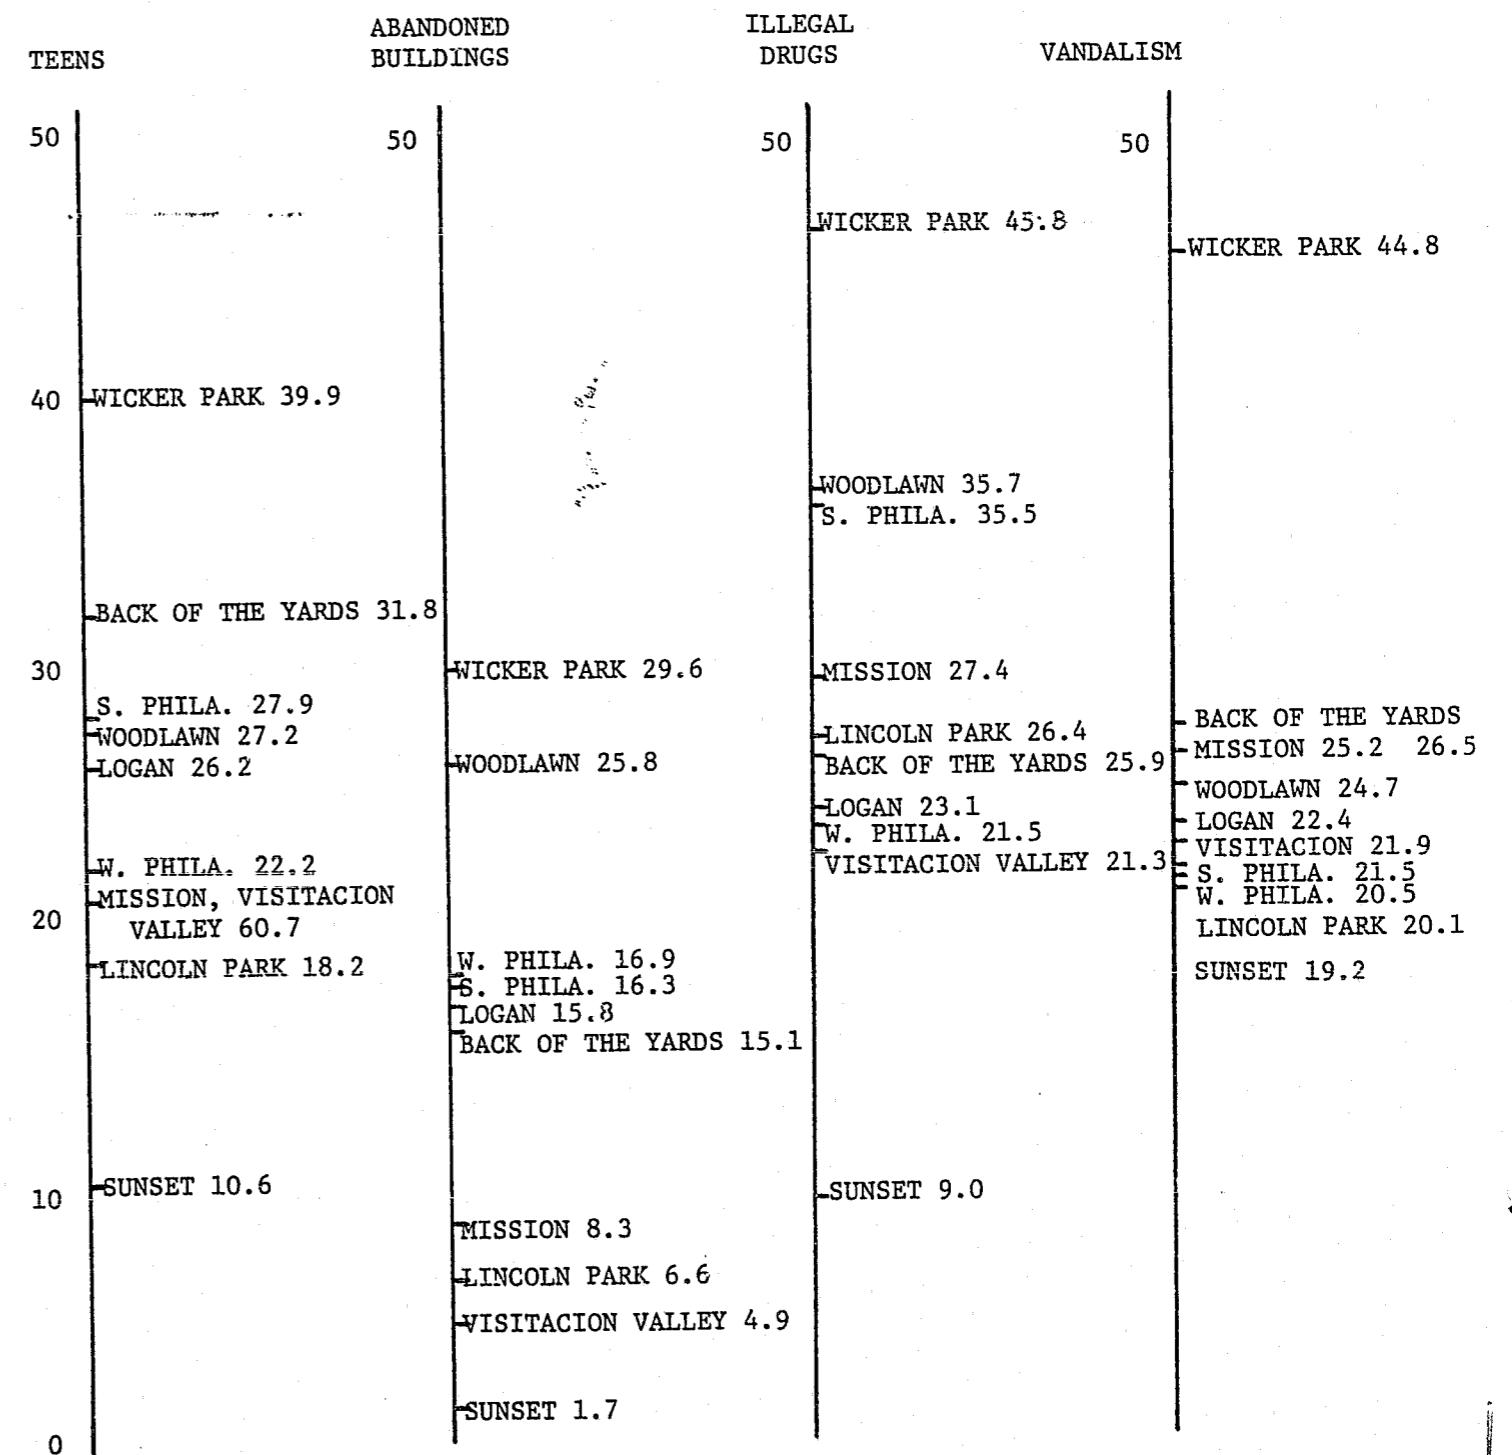 TEENS
ABANDONED
BUILDINGS
ILLEGAL
DRUGS
VANDALISM
50
40
30
20
10
0
WICKER PARK 39.9
BACK OF THE YARDS 31.8
S. PHILA. 27.9
WOODLAWN 27.2
LOGAN 26.2
W. PHILA. 22.2
MISSION, VISITACION
VALLEY 60.7
LINCOLN PARK 18.2
SUNSET 10.6
50
WICKER PARK 29.6
WOODLAWN 25.8
W. PHILA. 16.9
S. PHILA. 16.3
LOGAN 15.8
BACK OF THE YARDS 15.1
MISSION 8.3
LINCOLN PARK 6.6
VISITACION VALLEY 4.9
SUNSET 1.7
50
WICKER PARK 45.8
WOODLAWN 35.7
S. PHILA. 35.5
MISSION 27.4
LINCOLN PARK 26.4
BACK OF THE YARDS 25.9
LOGAN 23.1
W. PHILA. 21.5
VISITACION VALLEY 21.3
SUNSET 9.0
50
WICKER PARK 44.8
BACK OF THE YARDS
MISSION 25.2 26.5
WOODLAWN 24.7
LOGAN 22.4
VISITACION 21.9
S. PHILA. 21.5
W. PHILA. 20.5
LINCOLN PARK 20.1
SUNSET 19.2